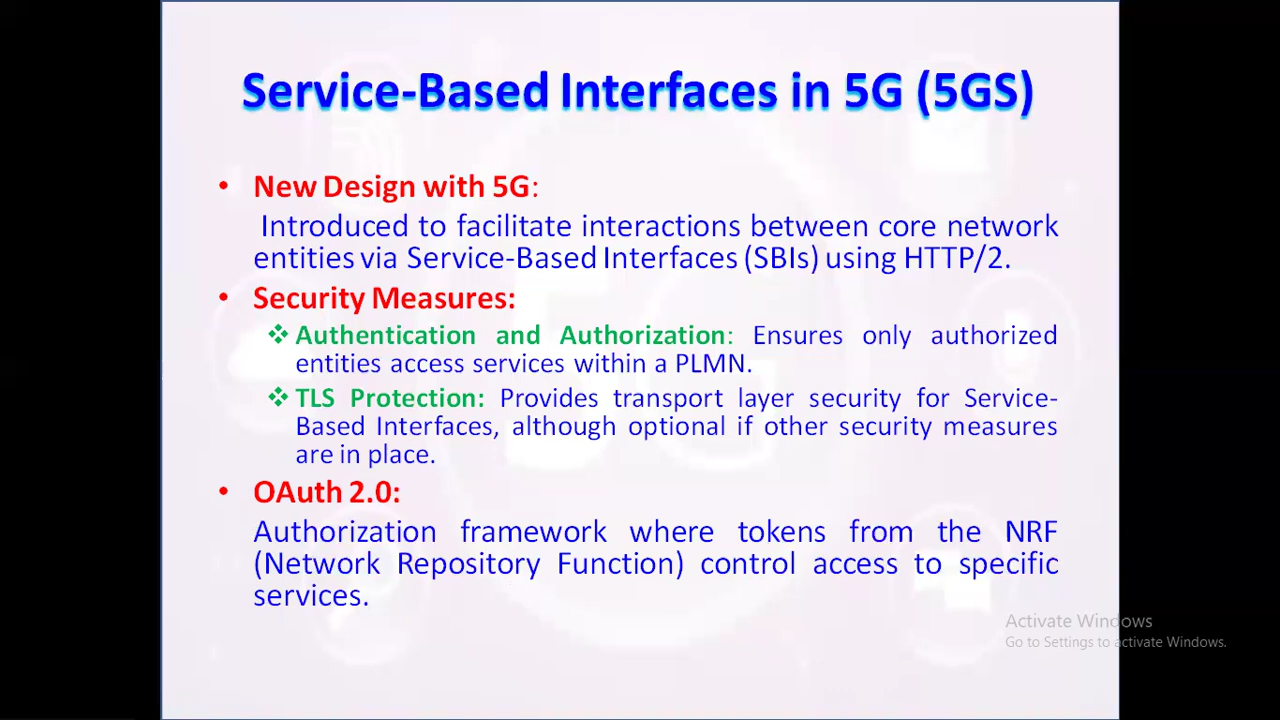 Service-Based Interfaces in 5G (5GS)
• New Design with 5G:
Introduced to facilitate interactions between core network
entities via Service-Based Interfaces (SBIs) using HTTP/2.
• Security Measures:
❖ Authentication and Authorization: Ensures only authorized
entities access services within a PLMN.
❖ TLS Protection: Provides transport layer security for Service-
Based Interfaces, although optional if other security measures
are in place.
• OAuth 2.0:
Authorization framework where tokens from the NRF
(Network Repository Function) control access to specific
services.
Activate Windows
Go to Settings to activate Windows.